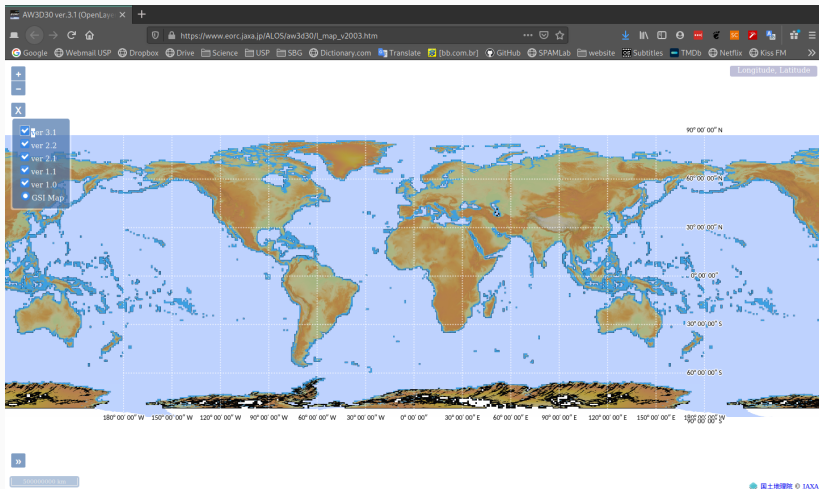 AW3D30 ver.3.1 (OpenLaye
https://www.eorc.jaxa.jp/ALOS/aw3d30/l_map_v2003.htm
Google Webmail USP Dropbox Drive Science USP SBG Dictionary.com Translate [bb.com.br] GitHub SPAMLab website Subtitles TMDb Netflix Kiss FM
+
Longitude, Latitude
−
X
ver 3.1
ver 2.2
ver 2.1
ver 1.1
ver 1.0
GSI Map
90° 00′ 00″ N
60° 00′ 00″ N
30° 00′ 00″ N
0° 00′ 00″
30° 00′ 00″ S
60° 00′ 00″ S
180° 00′ 00″ W 150° 00′ 00″ W 120° 00′ 00″ W 90° 00′ 00″ W 60° 00′ 00″ W 30° 00′ 00″ W 0° 00′ 00″ 30° 00′ 00″ E 60° 00′ 00″ E 90° 00′ 00″ E 120° 00′ 00″ E 150° 00′ 00″ E 180° 00′ 00″ W
90° 00′ 00″ S
»
国土地理院 © JAXA